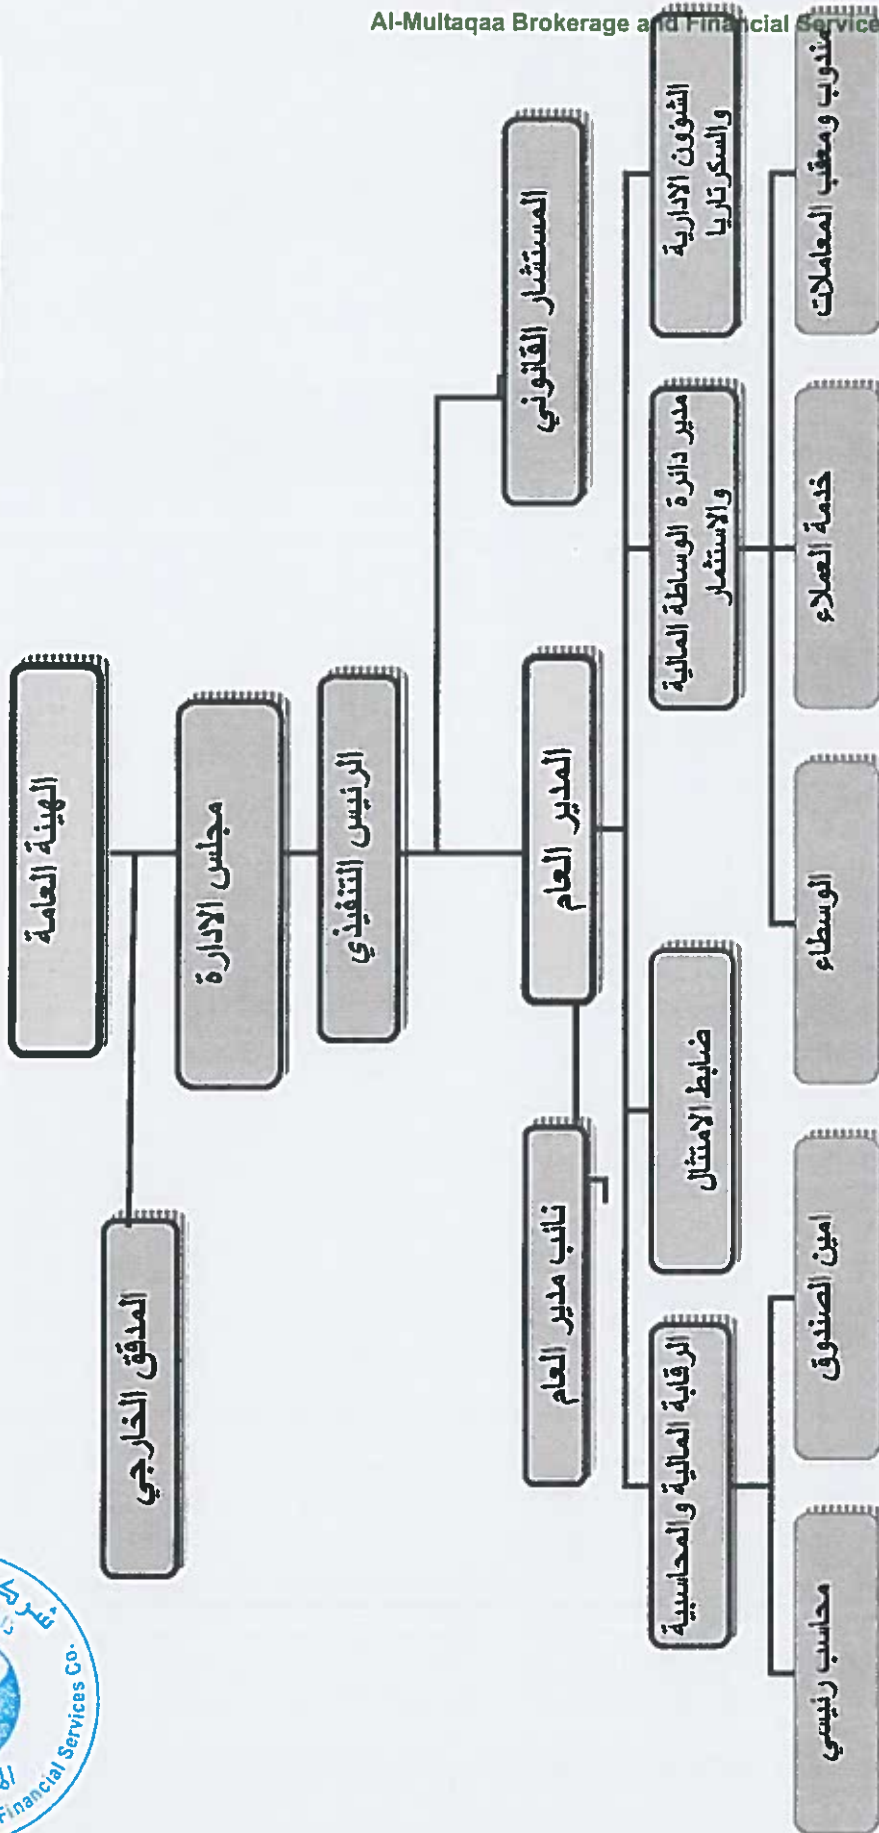 Al-Multaqaa Brokerage and Financial Service
الهيئة العامة
المدقق الخارجي
مجلس الادارة
الرئيس التنفيذي
المستشار القانوني
المدير العام
نائب مدير العام
الشؤون الادارية
والسكرتاريا
مدير دائرة الوساطة المالية
والاستثمار
ضابط الامتثال
الرقابة المالية والمحاسبية
مندوب ومعقب المعاملات
خدمة العملاء
الوسطاء
امين الصندوق
محاسب رئيسي
شركة
Financial Services Co.